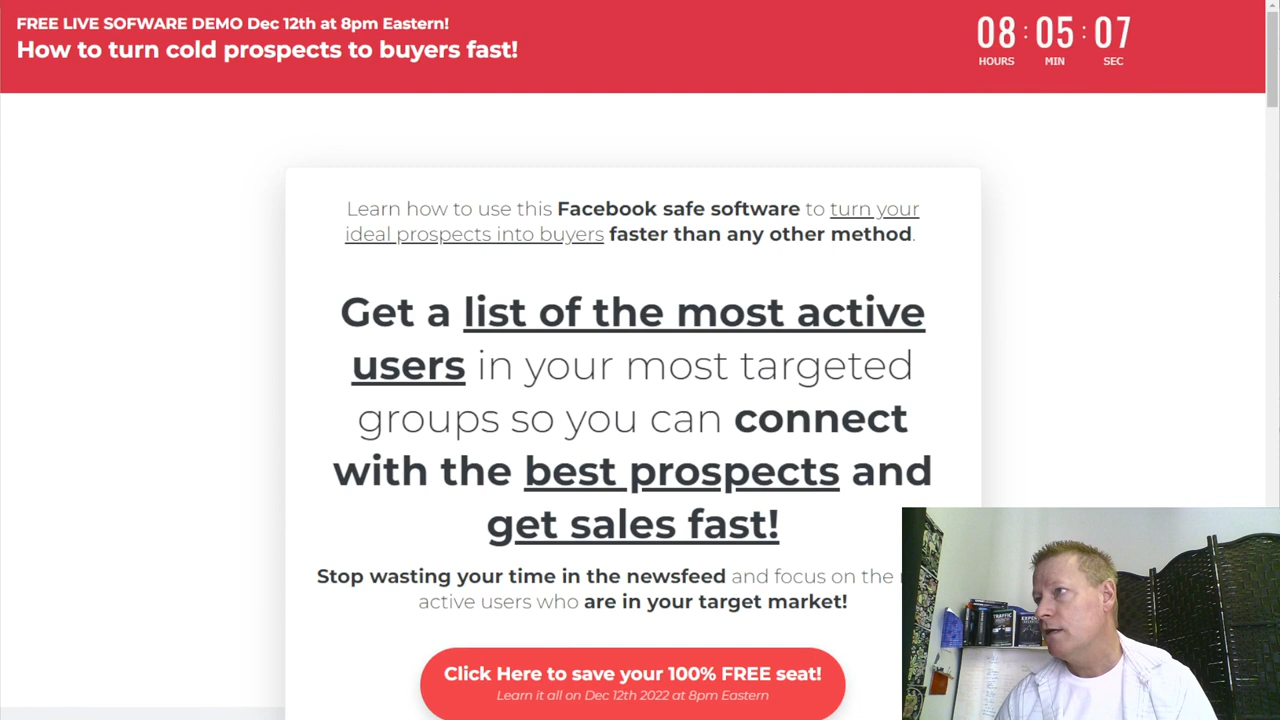 FREE LIVE SOFWARE DEMO Dec 12th at 8pm Eastern!
How to turn cold prospects to buyers fast!
08 : 05 : 07
HOURS MIN SEC
Learn how to use this Facebook safe software to turn your
ideal prospects into buyers faster than any other method.
Get a list of the most active
users in your most targeted
groups so you can connect
with the best prospects and
get sales fast!
Stop wasting your time in the newsfeed and focus on the
active users who are in your target market!
Click Here to save your 100% FREE seat!
Learn it all on Dec 12th 2022 at 8pm Eastern
TRAFFIC